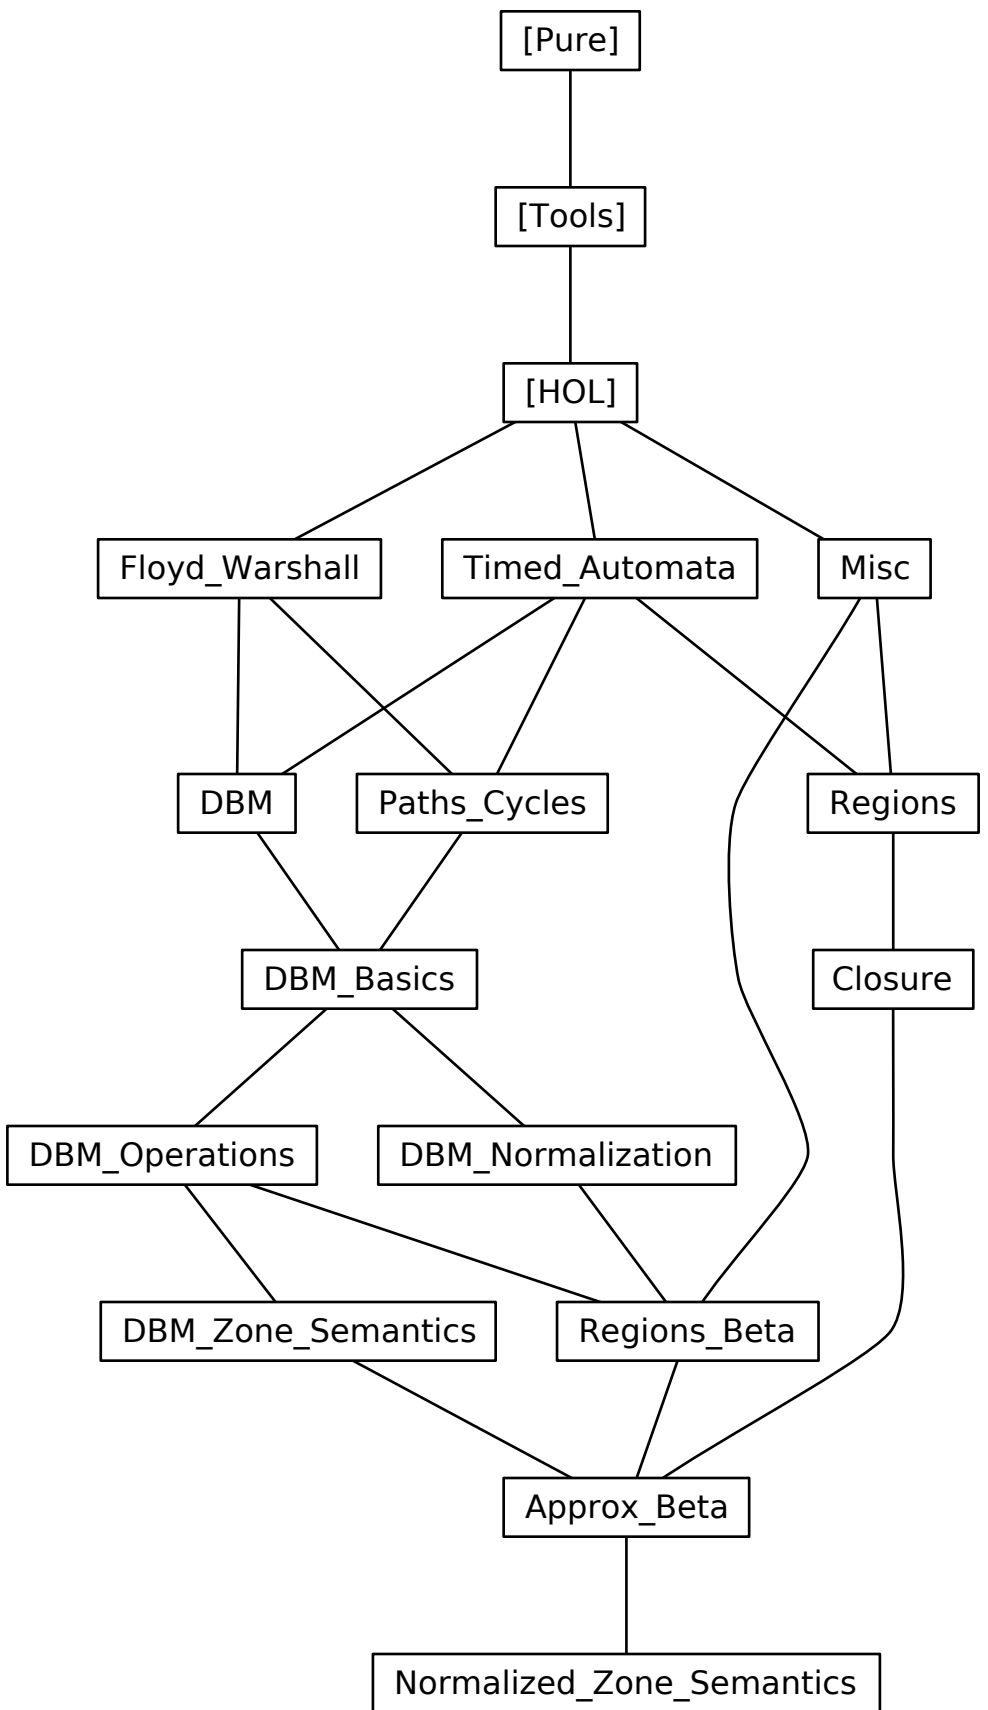 [Pure]
[Tools]
[HOL]
Floyd_Warshall
Timed_Automata
Misc
DBM
Paths_Cycles
Regions
DBM_Basics
Closure
DBM_Operations
DBM_Normalization
DBM_Zone_Semantics
Regions_Beta
Approx_Beta
Normalized_Zone_Semantics